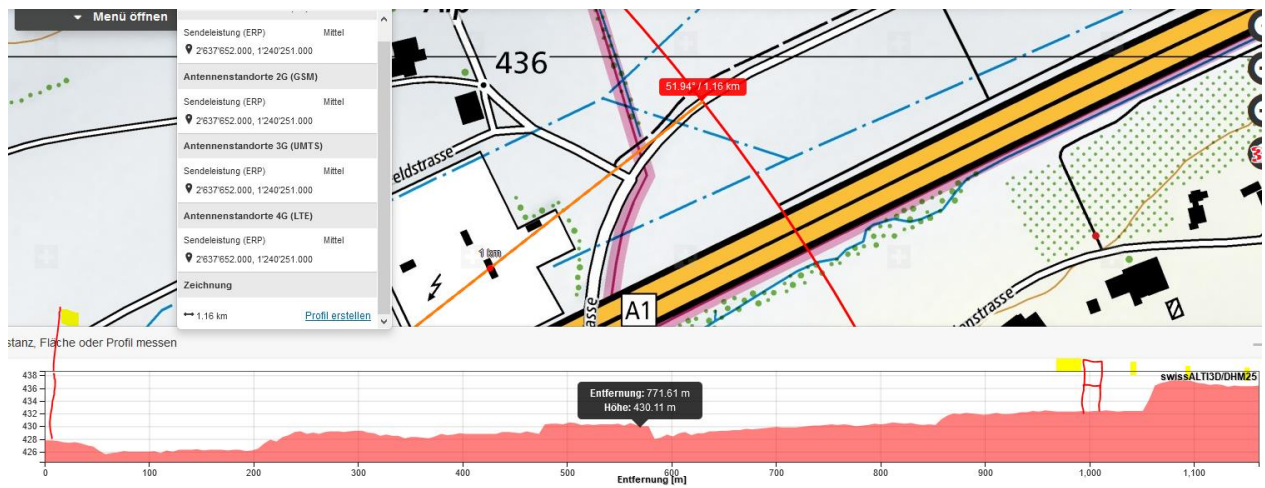 Menü öffnen
Alp
436
Sendeleistung (ERP) Mittel
2'637'652.000, 1'240'251.000
Antennenstandorte 2G (GSM)
Sendeleistung (ERP) Mittel
2'637'652.000, 1'240'251.000
Antennenstandorte 3G (UMTS)
Sendeleistung (ERP) Mittel
2'637'652.000, 1'240'251.000
Antennenstandorte 4G (LTE)
Sendeleistung (ERP) Mittel
2'637'652.000, 1'240'251.000
Zeichnung
1.16 km Profil erstellen
51.94° / 1.16 km
eldstrasse
1 km
A1
asse
enstrasse
stanz, Fläche oder Profil messen
swissALTI3D/DHM25
Entfernung: 771.61 m
Höhe: 430.11 m
438
436
434
432
430
428
426
0 100 200 300 400 500 600 700 800 900 1,000 1,100
Entfernung [m]